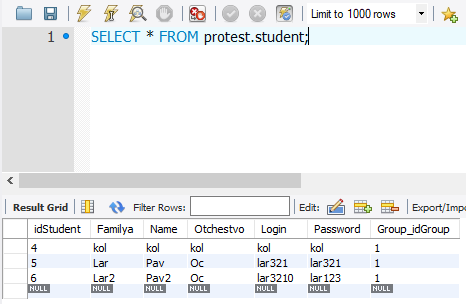 Limit to 1000 rows
1 SELECT * FROM protest.student;
Result Grid Filter Rows: Edit: Export/Impo
idStudent Familya Name Otchestvo Login Password Group_idGroup
4 kol kol kol kol kol 1
5 Lar Pav Oc lar321 lar321 1
6 Lar2 Pav2 Oc lar3210 lar123 1
NULL NULL NULL NULL NULL NULL NULL